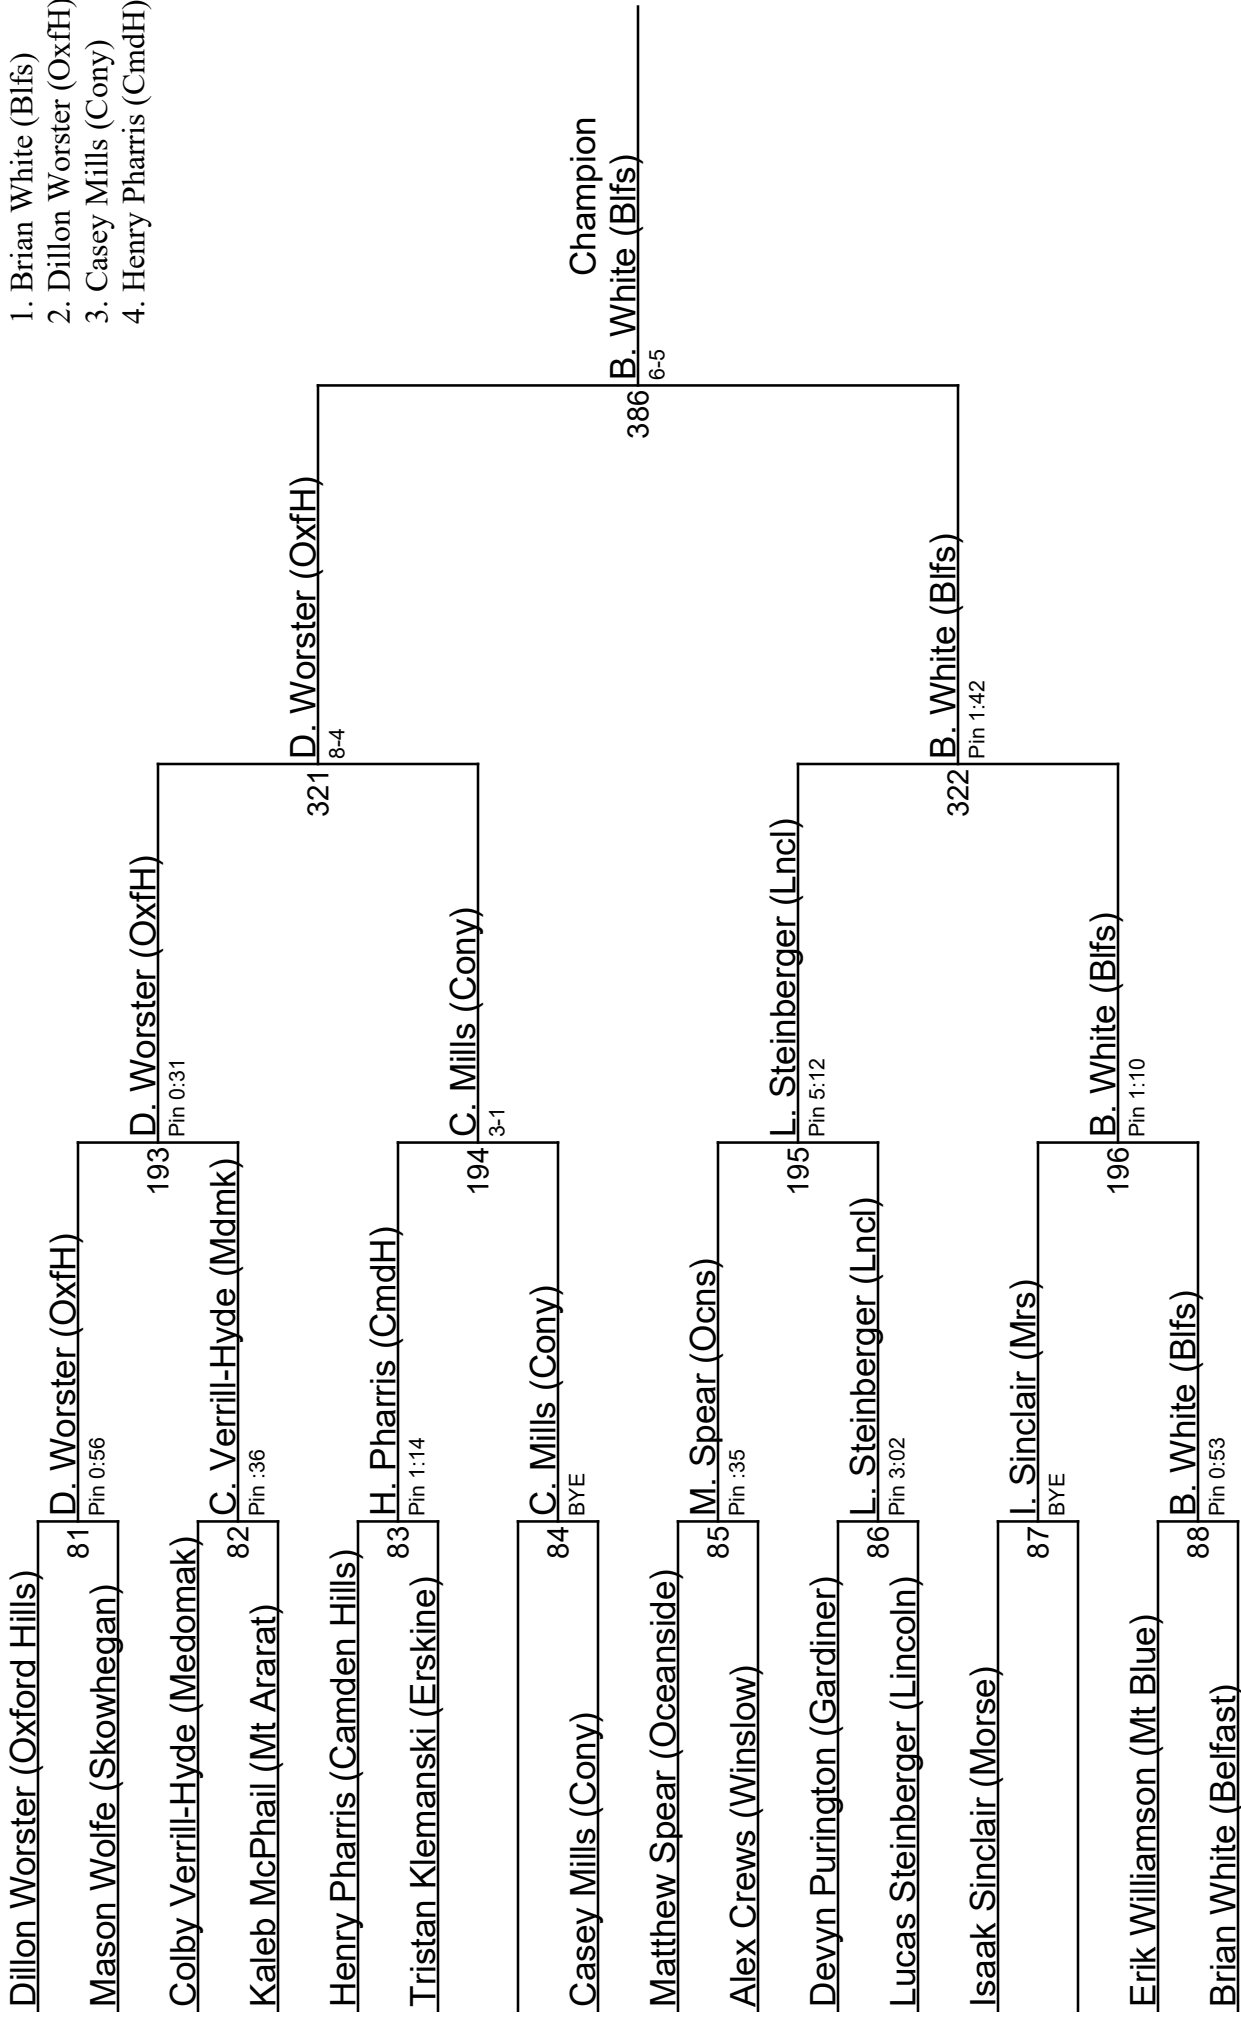 1. Brian White (Blfs)
2. Dillon Worster (OxfH)
3. Casey Mills (Cony)
4. Henry Pharris (CmdH)
Dillon Worster (Oxford Hills)
81
Mason Wolfe (Skowhegan)
Colby Verrill-Hyde (Medomak)
82
Kaleb McPhail (Mt Ararat)
Henry Pharris (Camden Hills)
83
Tristan Klemanski (Erskine)
84
Casey Mills (Cony)
Matthew Spear (Oceanside)
85
Alex Crews (Winslow)
Devyn Purington (Gardiner)
86
Lucas Steinberger (Lincoln)
Isaak Sinclair (Morse)
87
Erik Williamson (Mt Blue)
88
Brian White (Belfast)
D. Worster (OxfH)
Pin 0:56
193
C. Verrill-Hyde (Mdmk)
Pin :36
H. Pharris (CmdH)
Pin 1:14
194
C. Mills (Cony)
BYE
M. Spear (Ocns)
Pin :35
195
L. Steinberger (Lncl)
Pin 3:02
I. Sinclair (Mrs)
BYE
196
B. White (Blfs)
Pin 0:53
D. Worster (OxfH)
Pin 0:31
321
C. Mills (Cony)
3-1
L. Steinberger (Lncl)
Pin 5:12
322
B. White (Blfs)
Pin 1:10
D. Worster (OxfH)
8-4
386
B. White (Blfs)
Pin 1:42
Champion
B. White (Blfs)
6-5